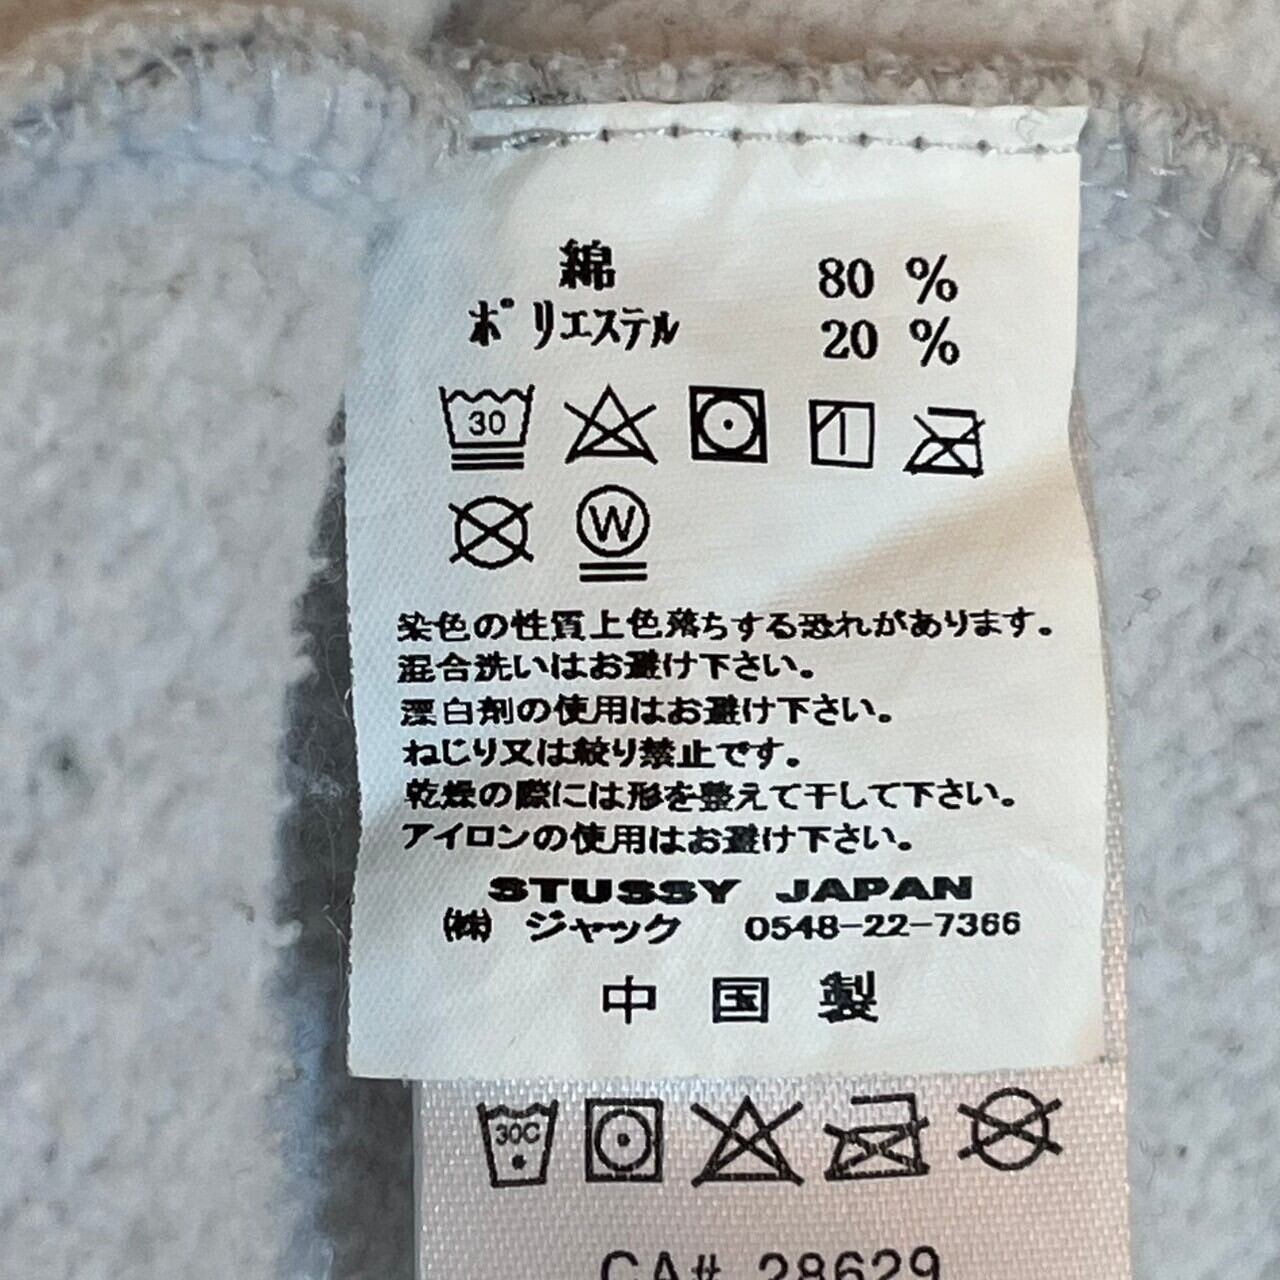 綿 80 %
ポリエステル 20 %
30
W
染色の性質上色落ちする恐れがあります。
混合洗いはお避け下さい。
漂白剤の使用はお避け下さい。
ねじり又は絞り禁止です。
乾燥の際には形を整えて干して下さい。
アイロンの使用はお避け下さい。
STUSSY JAPAN
㈱ ジャック 0548-22-7366
中国製
30C
CA# 28629